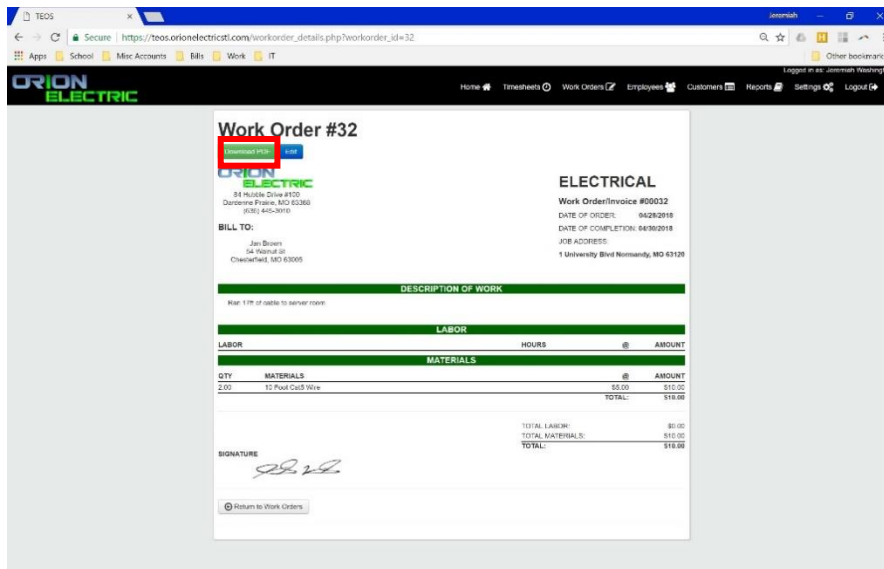 TEOS
Jeremiah
Secure | https://teos.orionelectricstl.com/workorder_details.php?workorder_id=32
Apps School Misc Accounts Bills Work IT
Other bookmark
Logged in as: Jeremiah Washingt
ORION
ELECTRIC
Home Timesheets Work Orders Employees Customers Reports Settings Logout
Work Order #32
Download PDF Edit
ORION
ELECTRIC
84 Hubble Drive #100
Dardenne Prairie, MO 63368
(636) 445-3010
ELECTRICAL
Work Order/Invoice #00032
DATE OF ORDER: 04/29/2018
DATE OF COMPLETION: 04/30/2018
JOB ADDRESS:
1 University Blvd Normandy, MO 63120
BILL TO:
Jan Brown
54 Walnut St
Chesterfield, MO 63005
DESCRIPTION OF WORK
Ran 17ft of cable to server room
LABOR
LABOR HOURS @ AMOUNT
MATERIALS
QTY MATERIALS @ AMOUNT
2.00 10 Foot Cat5 Wire $5.00 $10.00
TOTAL: $10.00
TOTAL LABOR: $0.00
TOTAL MATERIALS: $10.00
TOTAL: $10.00
SIGNATURE
Return to Work Orders